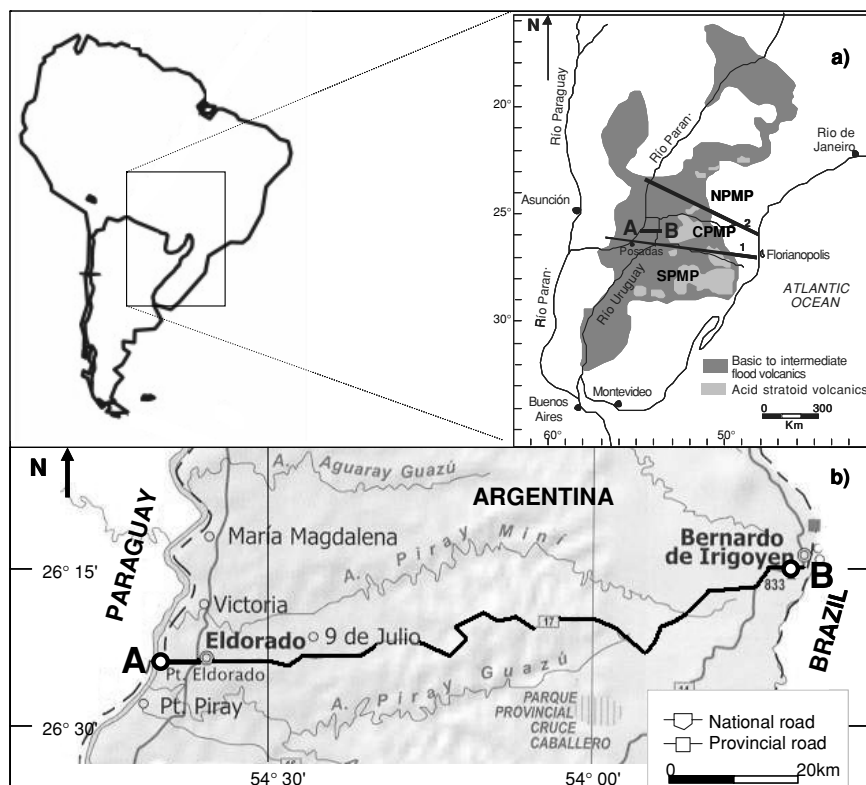 N
a)
20°
25°
30°
60°
50°
Río Paraguay
Río Paran·
Río de
Janeiro
Asunción
NPMP
2
A
B
CPMP
Posadas
1
Florianopolis
SPMP
Río Uruguay
Río Paran·
ATLANTIC
OCEAN
Basic to intermediate
flood volcanics
Acid stratoid volcanics
Buenos
Aires
Montevideo
0 300
Km
N
b)
A. Aguaray Guazú
ARGENTINA
PARAGUAY
María Magdalena
A. Piray Miní
Bernardo
de Irigoyen
26° 15'
B
833
Victoria
17
BRAZIL
Eldorado
9 de Julio
A
Pt. Eldorado
Pt. Piray
A. Piray Guazú
PARQUE
PROVINCIAL
CRUCE
CABALLERO
26° 30'
National road
Provincial road
0 20km
54° 30'
54° 00'